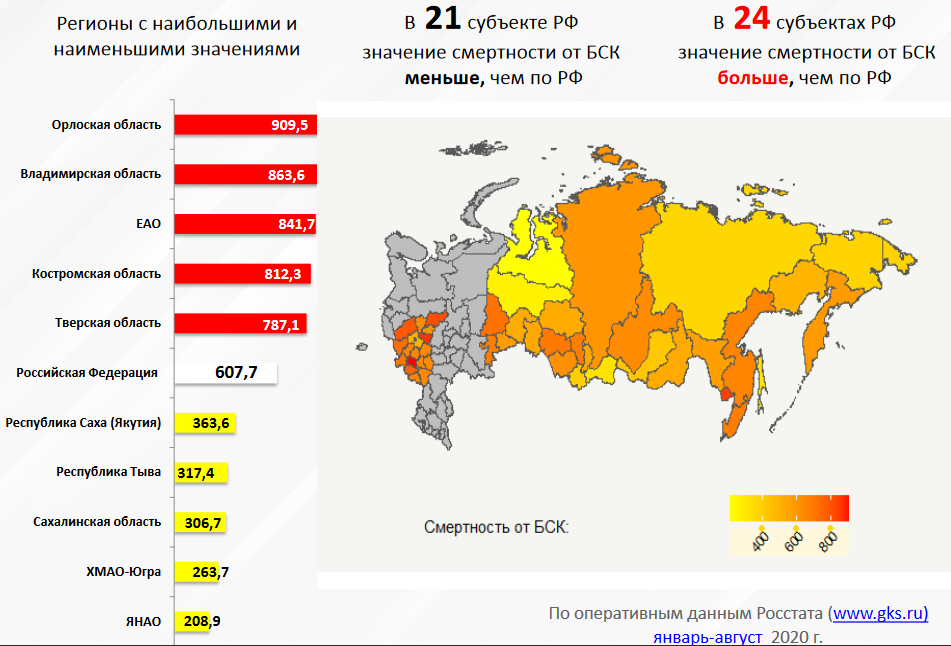 Регионы с наибольшими и
наименьшими значениями
В 21 субъекте РФ
значение смертности от БСК
меньше, чем по РФ
В 24 субъектах РФ
значение смертности от БСК
больше, чем по РФ
Орлоская область 909,5
Владимирская область 863,6
ЕАО 841,7
Костромская область 812,3
Тверская область 787,1
Российская Федерация 607,7
Республика Саха (Якутия) 363,6
Республика Тыва 317,4
Сахалинская область 306,7
ХМАО-Югра 263,7
ЯНАО 208,9
Смертность от БСК:
400 600 800
По оперативным данным Росстата (www.gks.ru)
январь-август 2020 г.